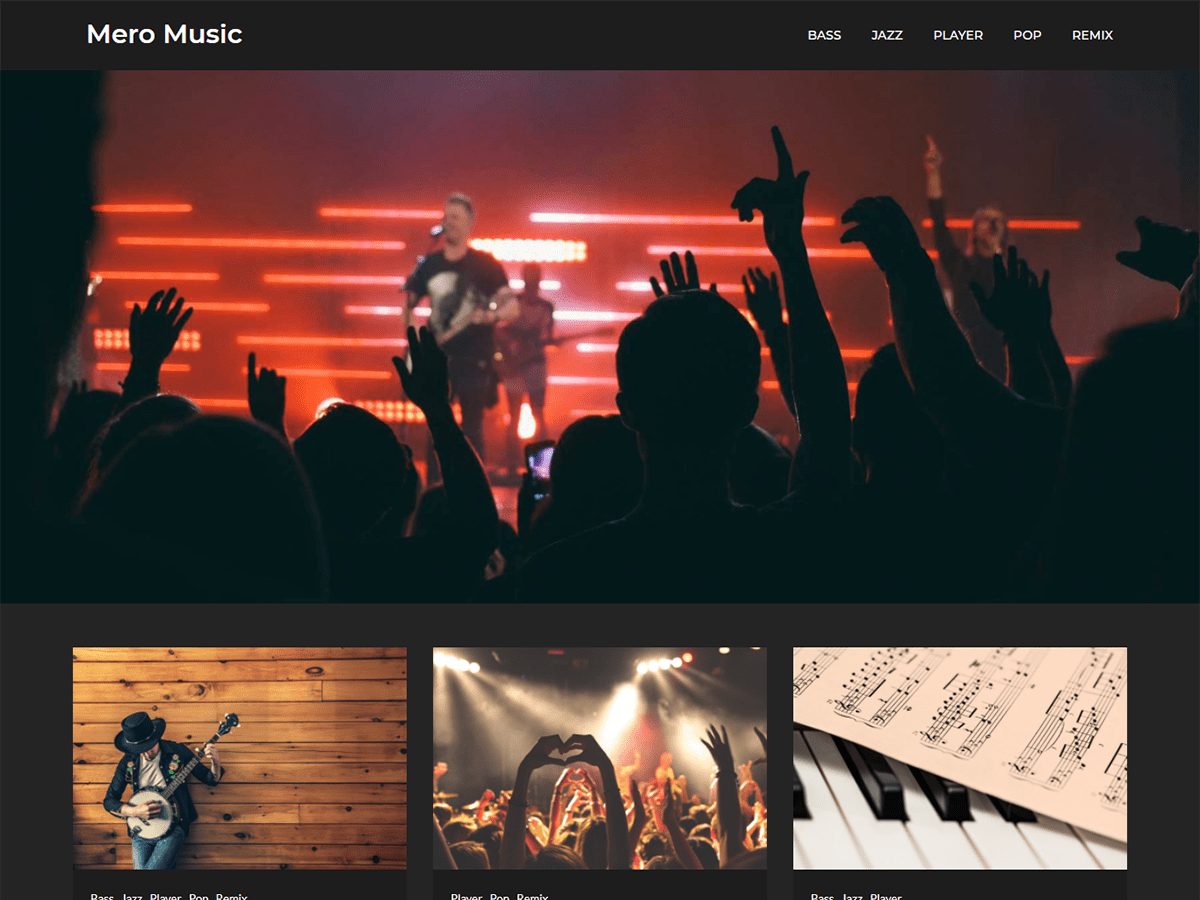 Mero Music
BASS JAZZ PLAYER POP REMIX
Bass Jazz Player Pop Remix
Player Pop Remix
Bass Jazz Player